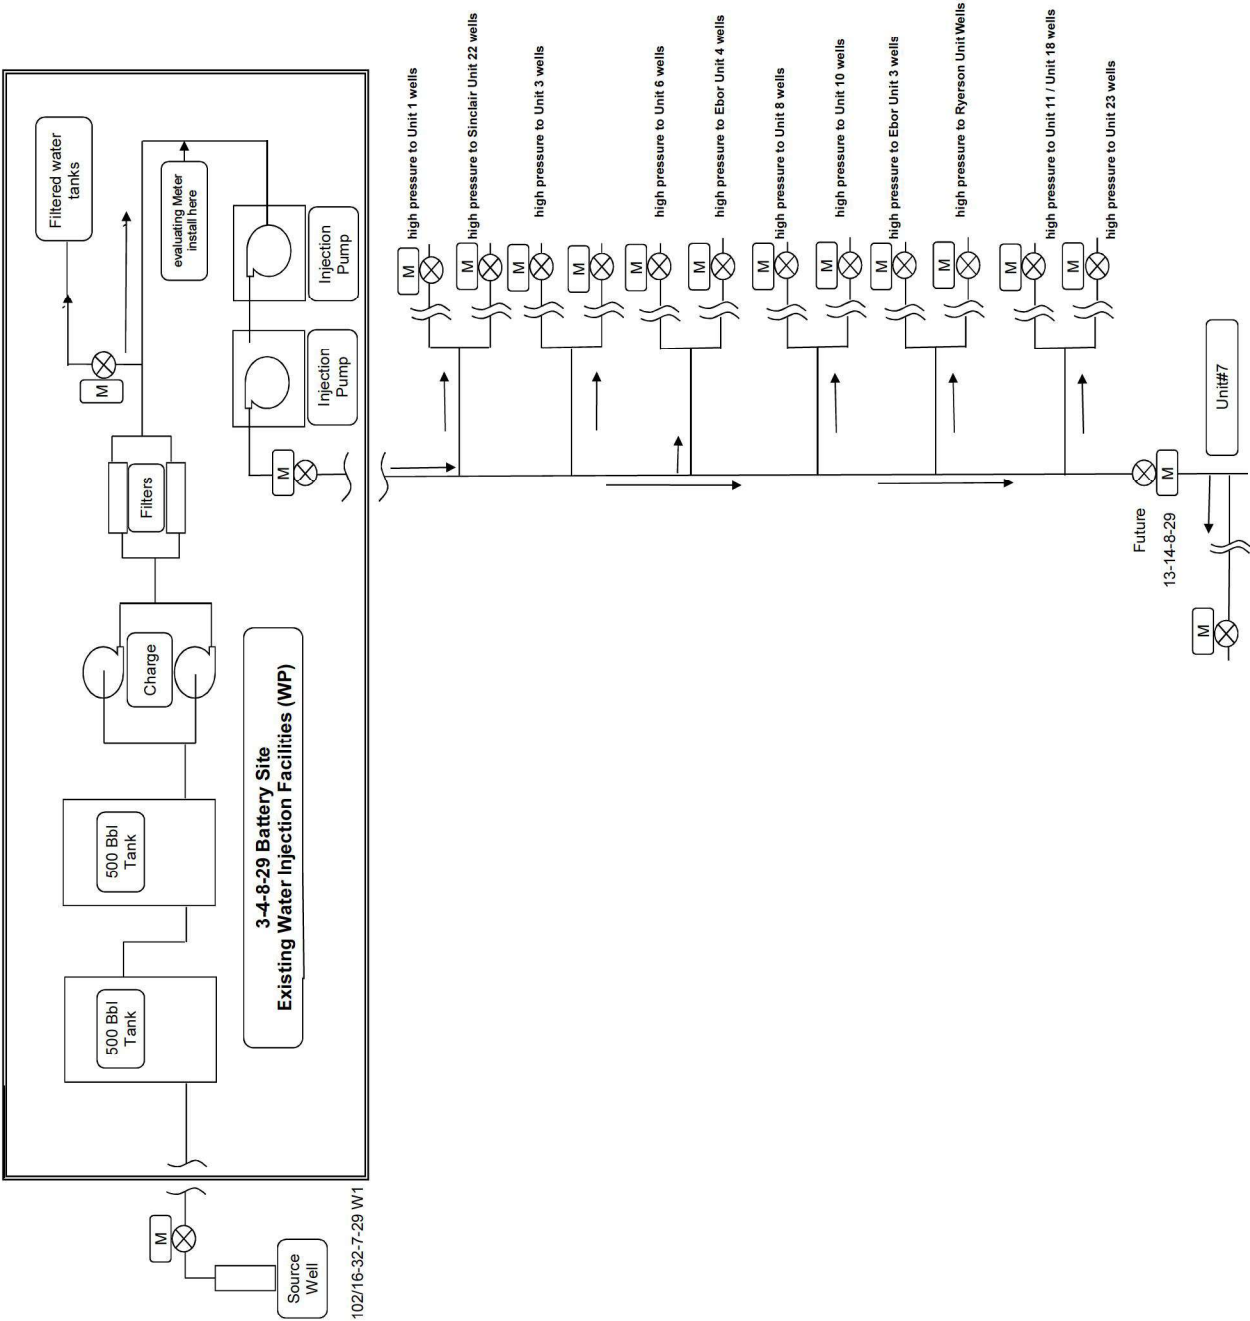 Source
Well
102/16-32-7-29 W1
M
500 Bbl
Tank
500 Bbl
Tank
3-4-8-29 Battery Site
Existing Water Injection Facilities (WP)
Charge
Filters
M
Filtered water
tanks
evaluating Meter
install here
Injection
Pump
Injection
Pump
M
high pressure to Unit 1 wells
M
high pressure to Sinclair Unit 22 wells
M
high pressure to Unit 3 wells
M
M
high pressure to Unit 6 wells
M
high pressure to Ebor Unit 4 wells
M
high pressure to Unit 8 wells
M
high pressure to Unit 10 wells
M
high pressure to Ebor Unit 3 wells
M
high pressure to Ryerson Unit Wells
M
high pressure to Unit 11 / Unit 18 wells
M
high pressure to Unit 23 wells
M
Future
13-14-8-29
M
Unit#7
M